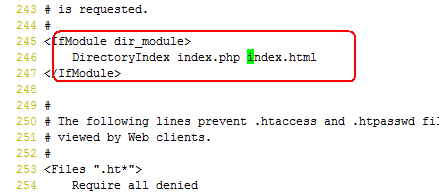 243 # is requested.
244 #
245 <IfModule dir_module>
246     DirectoryIndex index.php index.html
247 </IfModule>
248
249 #
250 # The following lines prevent .htaccess and .htpasswd fil
251 # viewed by Web clients.
252 #
253 <Files ".ht*">
254     Require all denied